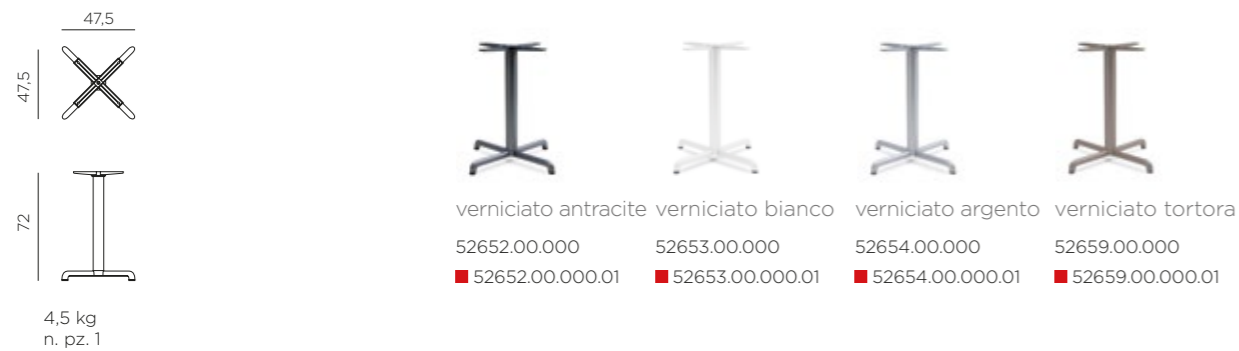 47,5
47,5
72
4,5 kg
n. pz. 1
verniciato antracite
52652.00.000
52652.00.000.01
verniciato bianco
52653.00.000
52653.00.000.01
verniciato argento
52654.00.000
52654.00.000.01
verniciato tortora
52659.00.000
52659.00.000.01